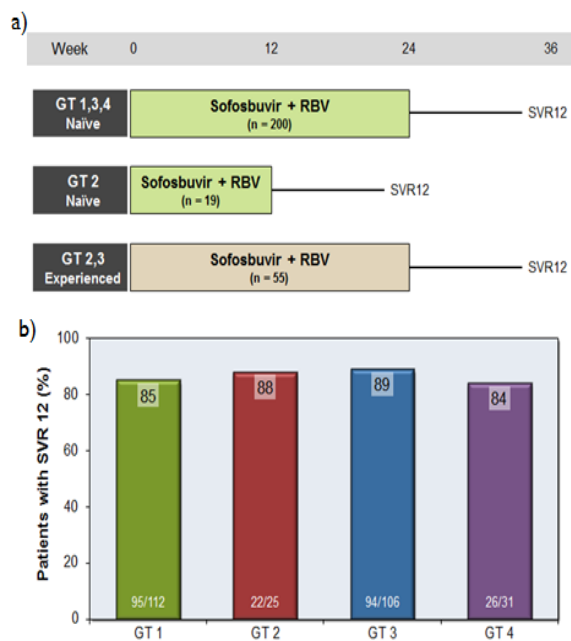 a)
Week 0 12 24 36
GT 1,3,4
Naïve
Sofosbuvir + RBV
(n = 200)
SVR12
GT 2
Naïve
Sofosbuvir + RBV
(n = 19)
SVR12
GT 2,3
Experienced
Sofosbuvir + RBV
(n = 55)
SVR12
b)
Patients with SVR 12 (%)
100
80
60
40
20
0
85
88
89
84
95/112
22/25
94/106
26/31
GT 1
GT 2
GT 3
GT 4